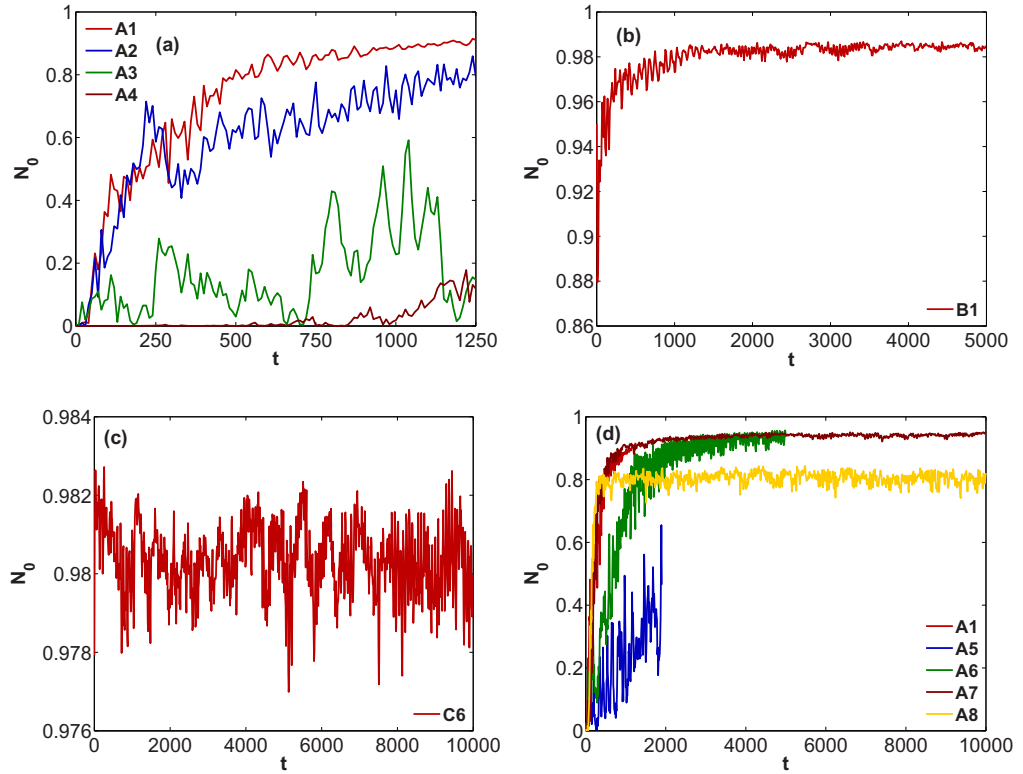 1
0.8
0.6
0.4
0.2
0
N0
A1
A2
A3
A4
(a)
0 250 500 750 1000 1250
t
1
0.98
0.96
0.94
0.92
0.9
0.88
0.86
N0
(b)
B1
0 1000 2000 3000 4000 5000
t
0.984
0.982
0.98
0.978
0.976
N0
(c)
C6
0 2000 4000 6000 8000 10000
t
1
0.8
0.6
0.4
0.2
0
N0
(d)
A1
A5
A6
A7
A8
0 2000 4000 6000 8000 10000
t